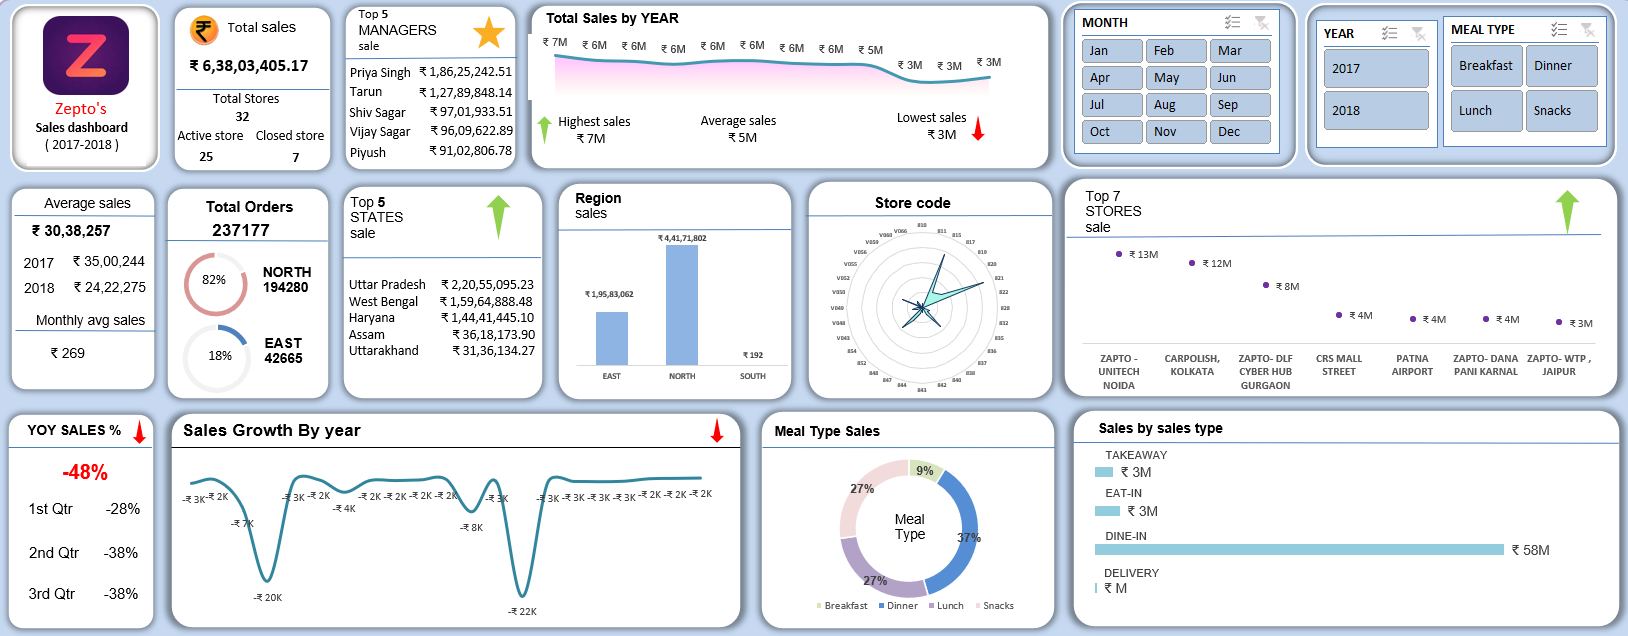 Z
Zepto's
Sales dashboard
( 2017-2018 )
₹
Total sales
₹ 6,38,03,405.17
Total Stores
32
Active store Closed store
25 7
Top 5
MANAGERS
sale
Priya Singh ₹ 1,86,25,242.51
Tarun ₹ 1,27,89,848.14
Shiv Sagar ₹ 97,01,933.51
Vijay Sagar ₹ 96,09,622.89
Piyush ₹ 91,02,806.78
Total Sales by YEAR
₹ 7M ₹ 6M ₹ 6M ₹ 6M ₹ 6M ₹ 6M ₹ 6M ₹ 6M ₹ 5M ₹ 3M ₹ 3M ₹ 3M
Highest sales
₹ 7M
Average sales
₹ 5M
Lowest sales
₹ 3M
MONTH
Jan Feb Mar
Apr May Jun
Jul Aug Sep
Oct Nov Dec
YEAR
2017
2018
MEAL TYPE
Breakfast Dinner
Lunch Snacks
Average sales
₹ 30,38,257
2017 ₹ 35,00,244
2018 ₹ 24,22,275
Monthly avg sales
₹ 269
Total Orders
237177
82%
NORTH
194280
18%
EAST
42665
Top 5
STATES
sale
Uttar Pradesh ₹ 2,20,55,095.23
West Bengal ₹ 1,59,64,888.48
Haryana ₹ 1,44,41,445.10
Assam ₹ 36,18,173.90
Uttarakhand ₹ 31,36,134.27
Region
sales
₹ 1,95,83,062
₹ 4,41,71,802
₹ 192
EAST NORTH SOUTH
Store code
810
811
815
817
819
820
821
822
828
832
835
836
837
838
840
842
843
844
847
848
852
854
V043
V048
V049
V050
V052
V055
V056
V059
V060
V066
Top 7
STORES
sale
₹ 13M
₹ 12M
₹ 8M
₹ 4M
₹ 4M
₹ 4M
₹ 3M
ZAPTO -
UNITECH
NOIDA
CARPOLISH,
KOLKATA
ZAPTO- DLF
CYBER HUB
GURGAON
CRS MALL
STREET
PATNA
AIRPORT
ZAPTO- DANA
PANI KARNAL
ZAPTO- WTP ,
JAIPUR
YOY SALES %
-48%
1st Qtr -28%
2nd Qtr -38%
3rd Qtr -38%
Sales Growth By year
-₹ 3K -₹ 2K -₹ 7K -₹ 20K -₹ 3K -₹ 2K -₹ 4K -₹ 2K -₹ 2K -₹ 2K -₹ 2K -₹ 8K -₹ 3K -₹ 22K -₹ 3K -₹ 3K -₹ 3K -₹ 3K -₹ 2K -₹ 2K -₹ 2K
Meal Type Sales
9%
37%
27%
27%
Meal
Type
Breakfast Dinner Lunch Snacks
Sales by sales type
TAKEAWAY
₹ 3M
EAT-IN
₹ 3M
DINE-IN
₹ 58M
DELIVERY
₹ M